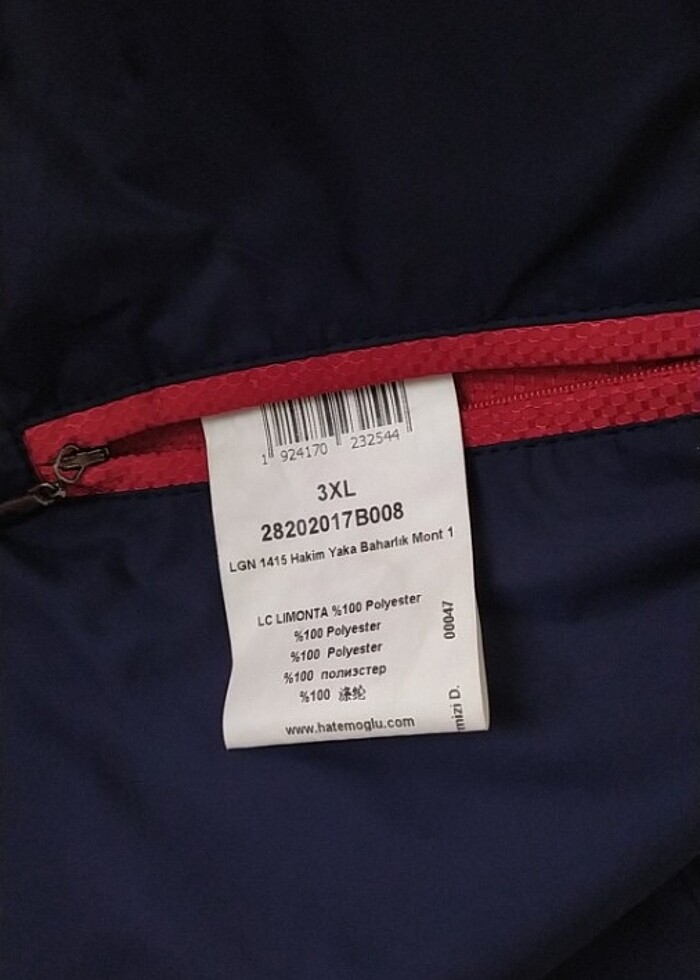 1 924170 232544
3XL
28202017B008
LGN 1415 Hakim Yaka Baharlık Mont 1
LC LIMONTA %100 Polyester
%100 Polyester
%100 Polyester
%100 полиэстер
%100 涤纶
www.hatemoglu.com
00047
mizi D.